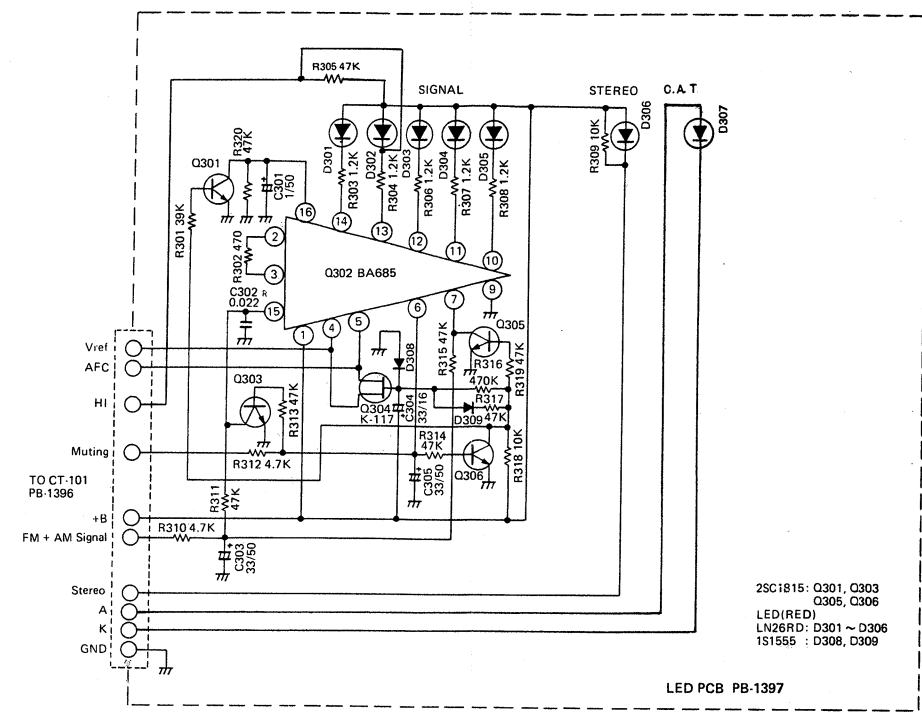 R305 47K
SIGNAL
STEREO
C.A.T
D306
D307
R320
47K
D301
D302
D303
D304
D305
R309 10K
Q301
C301
1/50
R303 1.2K
R304 1.2K
R306 1.2K
R307 1.2K
R308 1.2K
16
14
13
12
11
10
R301 39K
2
R302 470
3
Q302 BA685
C302 R
0.022
15
1
4
5
6
7
9
Q305
Vref
AFC
HI
Muting
TO CT-101
PB-1396
+B
FM + AM Signal
Stereo
A
K
GND
D308
R315 47K
R316
470K
R319 47K
Q303
R313 47K
Q304
K-117
C304
33/16
D309
R317
47K
R314
47K
R312 4.7K
C305
33/50
Q306
R318 10K
R311
47K
R310 4.7K
C303
33/50
2SC1815: Q301, Q303
Q305, Q306
LED(RED)
LN26RD: D301 ~ D306
1S1555 : D308, D309
LED PCB PB-1397